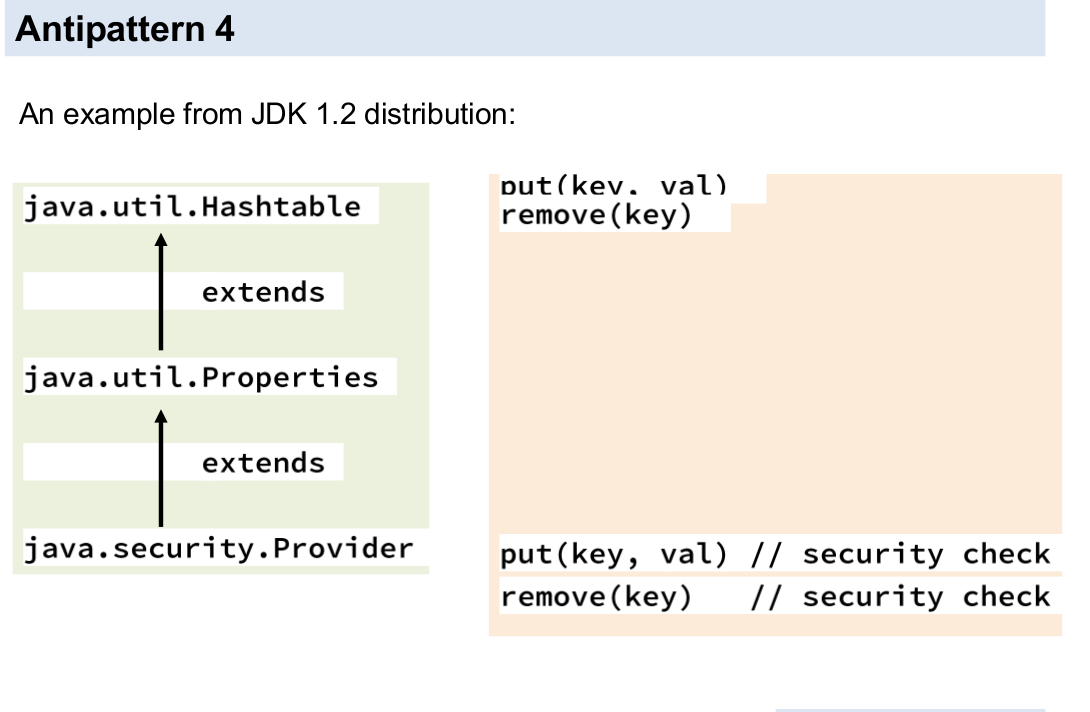 Antipattern 4
An example from JDK 1.2 distribution:
java.util.Hashtable
extends
java.util.Properties
extends
java.security.Provider
put(key, val)
remove(key)
put(key, val) // security check
remove(key) // security check